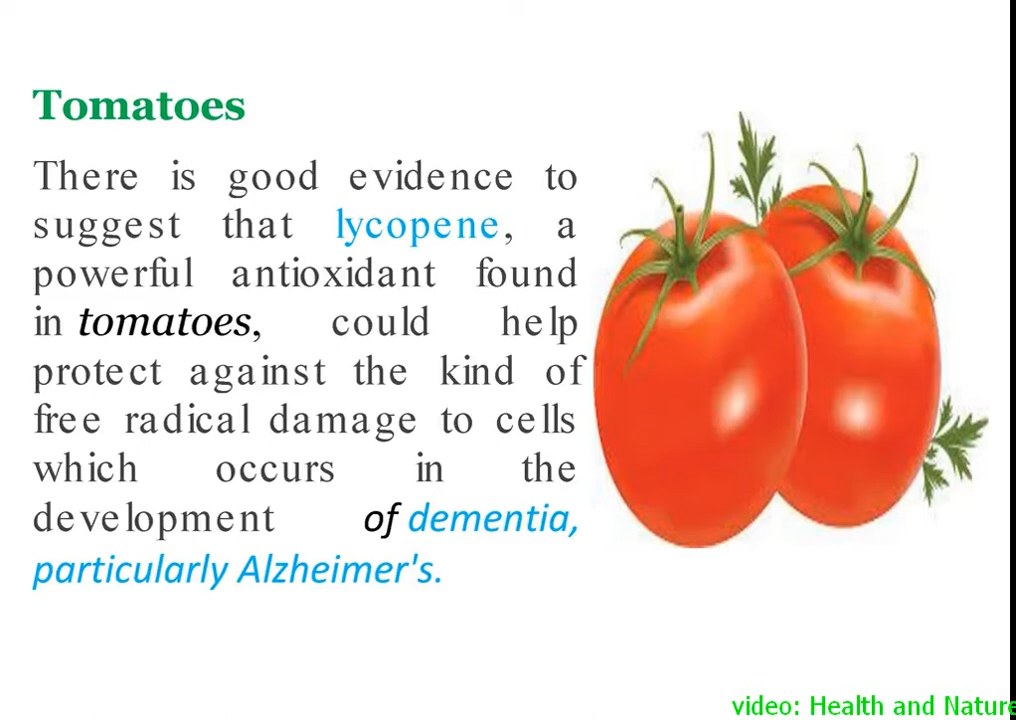 Tomatoes
There is good evidence to
suggest that lycopene, a
powerful antioxidant found
in tomatoes, could help
protect against the kind of
free radical damage to cells
which occurs in the
development of dementia,
particularly Alzheimer's.
video: Health and Nature